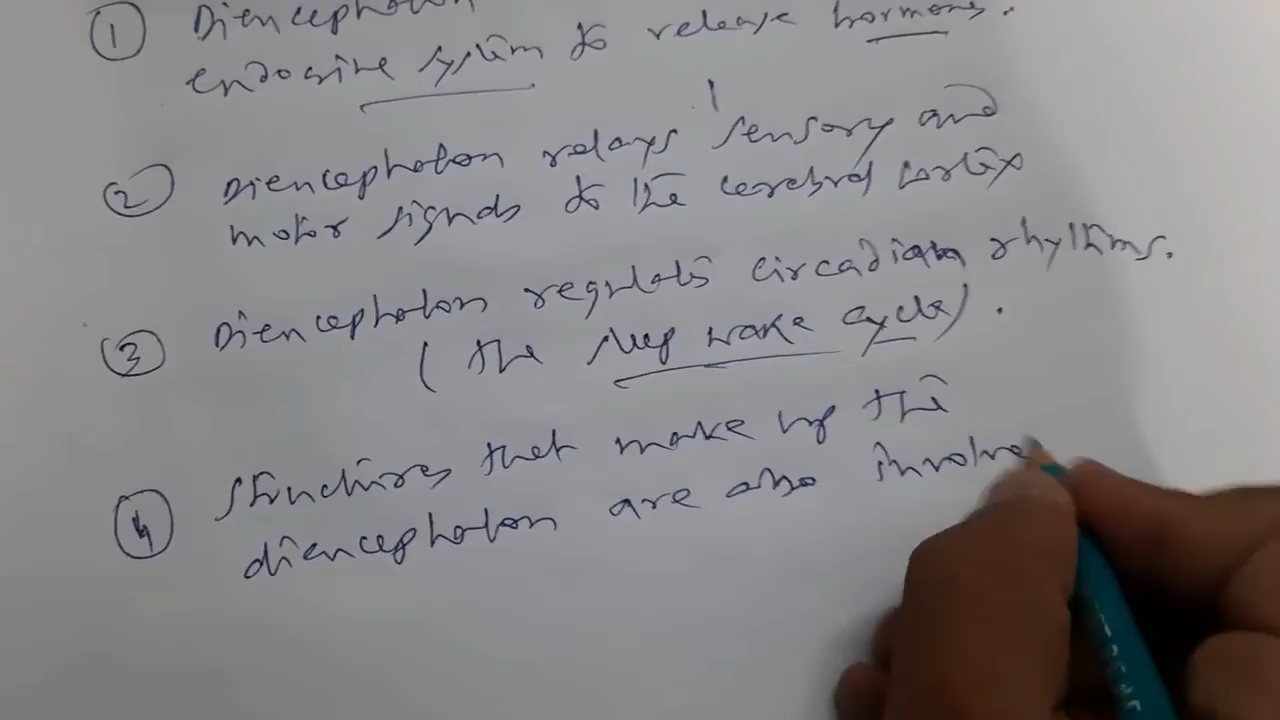 ① Diencephalon
endocrine system to release hormones.
② Diencephalon relays sensory and
motor signals to the cerebral cortex
③ Diencephalon regulats circadian rhythms.
( the sleep wake cycle) .
④ structures that make up the
diencephalon are also involve